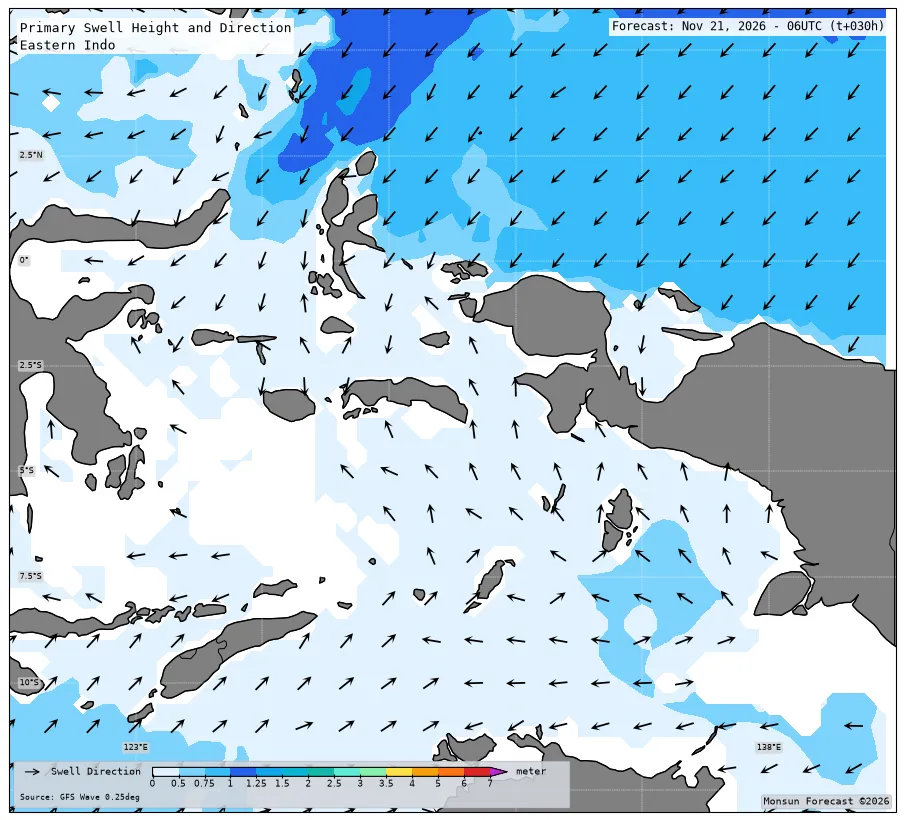 Primary Swell Height and Direction
Eastern Indo
Forecast: Nov 21, 2026 - 06UTC (t+030h)
2.5°N
0°
2.5°S
5°S
7.5°S
10°S
123°E
138°E
Swell Direction
0 0.5 0.75 1 1.25 1.5 2 2.5 3 3.5 4 5 6 7
meter
Source: GFS Wave 0.25deg
Monsun Forecast ©2026